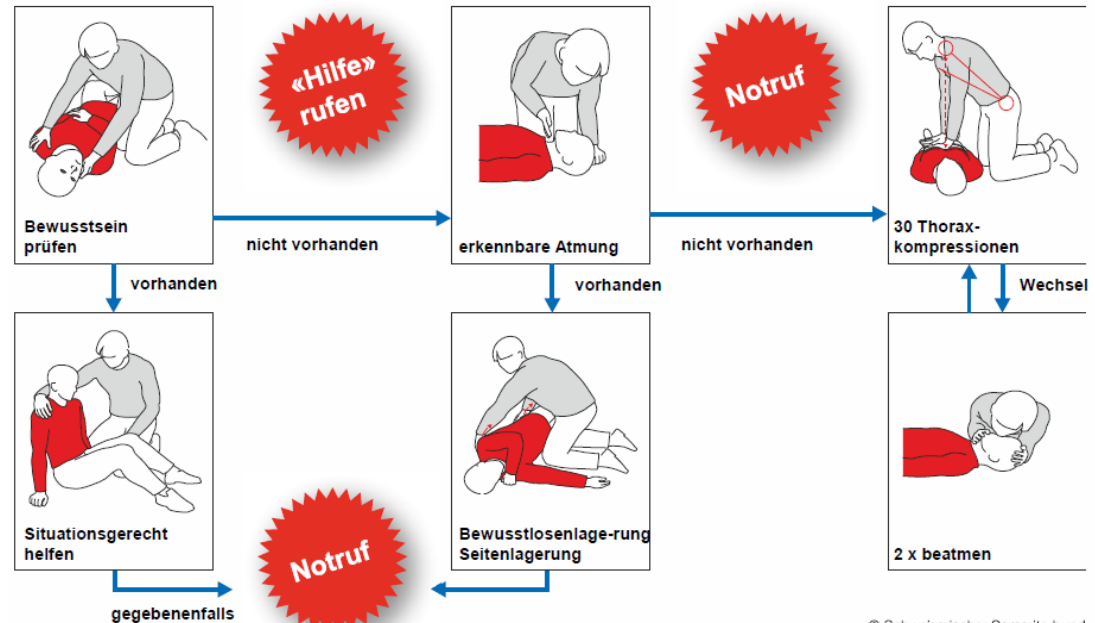 «Hilfe»
rufen
Notruf
Bewusstsein
prüfen
nicht vorhanden
erkennbare Atmung
nicht vorhanden
30 Thorax-
kompressionen
vorhanden
vorhanden
Wechsel
Situationsgerecht
helfen
Bewusstlosenlage-rung
Seitenlagerung
2 x beatmen
Notruf
gegebenenfalls